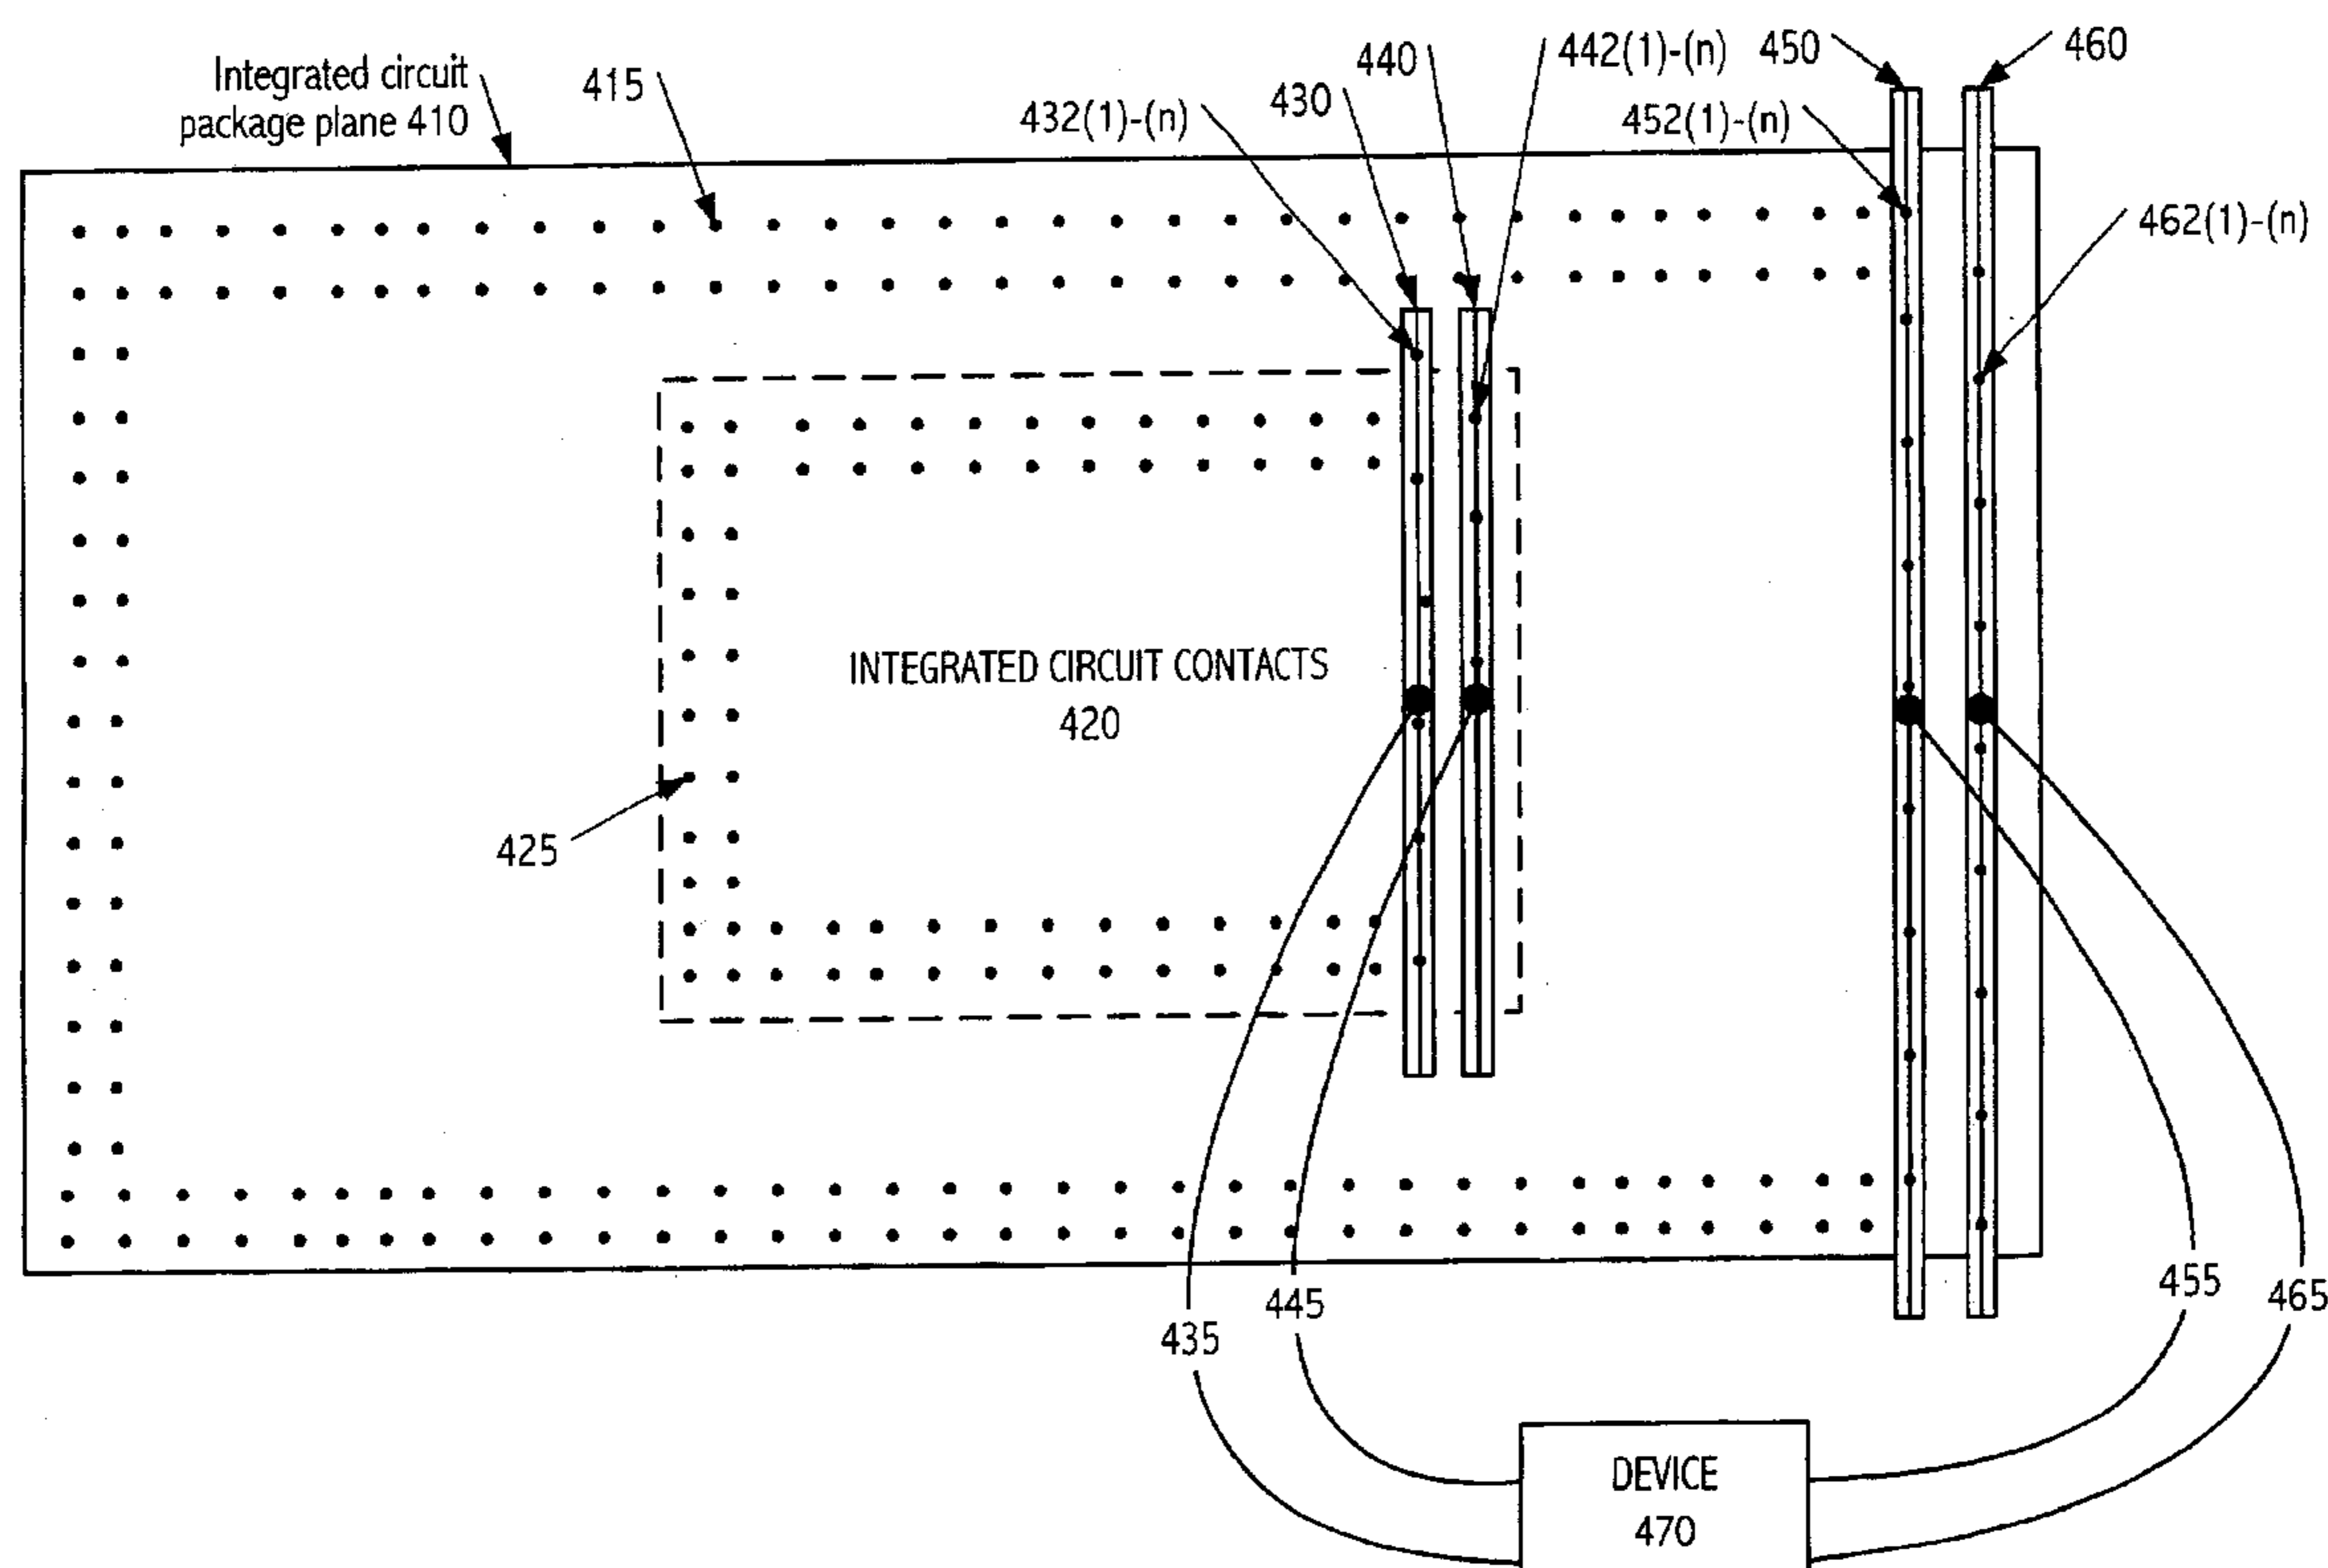 Integrated circuit
package plane 410
415
432(1)-(n)
430
440
442(1)-(n)
450
452(1)-(n)
460
462(1)-(n)
INTEGRATED CIRCUIT CONTACTS
420
425
435
445
455
465
DEVICE
470